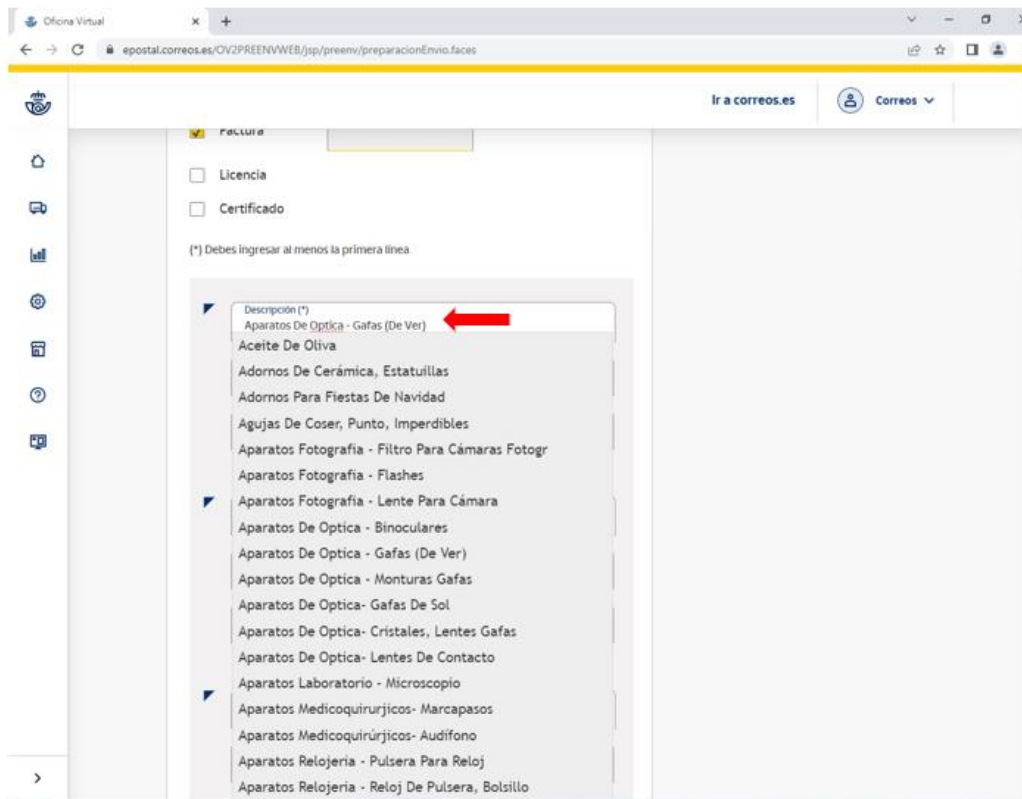 Oficina Virtual
epostal.correos.es/OV2PREENVWEB/jsp/preenv/preparacionEnvio.faces
Ir a correos.es
Correos
Factura
Licencia
Certificado
(*) Debes ingresar al menos la primera línea
Descripción (*)
Aparatos De Optica - Gafas (De Ver)
Aceite De Oliva
Adornos De Cerámica, Estatuillas
Adornos Para Fiestas De Navidad
Agujas De Coser, Punto, Imperdibles
Aparatos Fotografia - Filtro Para Cámaras Fotogr
Aparatos Fotografia - Flashes
Aparatos Fotografia - Lente Para Cámara
Aparatos De Optica - Binoculares
Aparatos De Optica - Gafas (De Ver)
Aparatos De Optica - Monturas Gafas
Aparatos De Optica- Gafas De Sol
Aparatos De Optica- Cristales, Lentes Gafas
Aparatos De Optica- Lentes De Contacto
Aparatos Laboratorio - Microscopio
Aparatos Medicoquirurjicos- Marcapasos
Aparatos Medicoquirúrjicos- Audífono
Aparatos Relojeria - Pulsera Para Reloj
Aparatos Relojeria - Reloj De Pulsera, Bolsillo